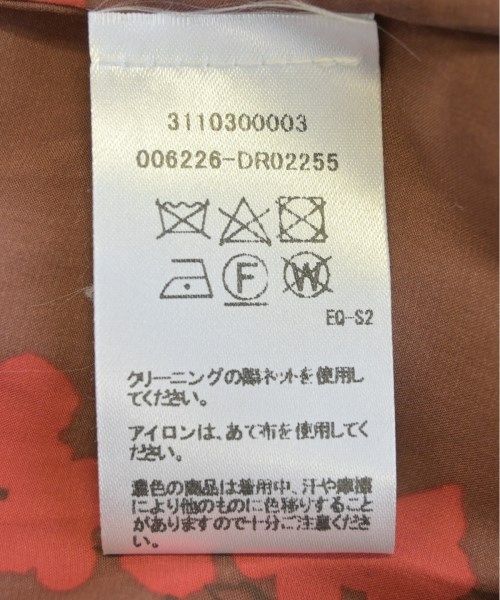 3110300003
006226-DR02255
F W
EQ-S2
クリーニングの際ネットを使用し
てください。
アイロンは、あて布を使用してく
ださい。
濃色の商品は着用中、汗や摩擦
により他のものに色移りすること
がありますので十分ご注意くださ
い。